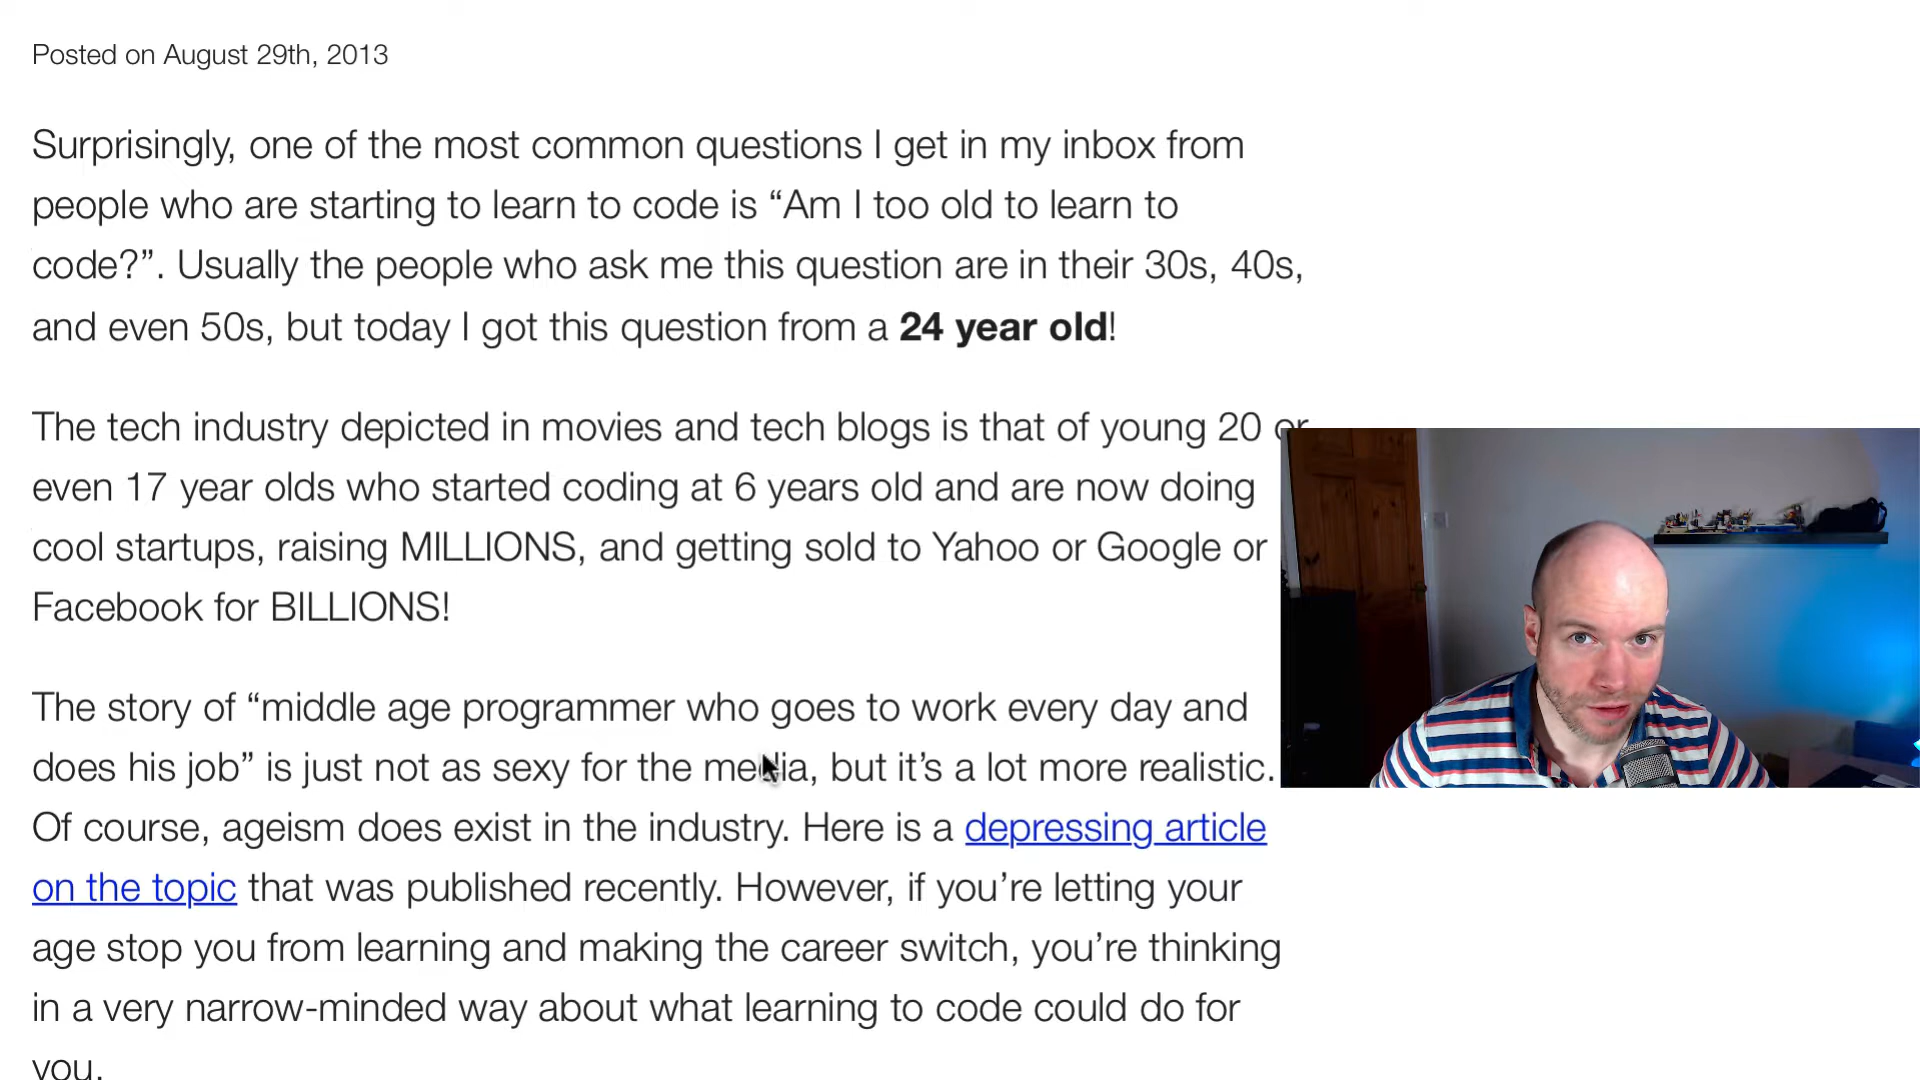 Posted on August 29th, 2013
Surprisingly, one of the most common questions I get in my inbox from
people who are starting to learn to code is “Am I too old to learn to
code?”. Usually the people who ask me this question are in their 30s, 40s,
and even 50s, but today I got this question from a 24 year old!
The tech industry depicted in movies and tech blogs is that of young 20 or
even 17 year olds who started coding at 6 years old and are now doing
cool startups, raising MILLIONS, and getting sold to Yahoo or Google or
Facebook for BILLIONS!
The story of “middle age programmer who goes to work every day and
does his job” is just not as sexy for the media, but it’s a lot more realistic.
Of course, ageism does exist in the industry. Here is a depressing article
on the topic that was published recently. However, if you’re letting your
age stop you from learning and making the career switch, you’re thinking
in a very narrow-minded way about what learning to code could do for
you.